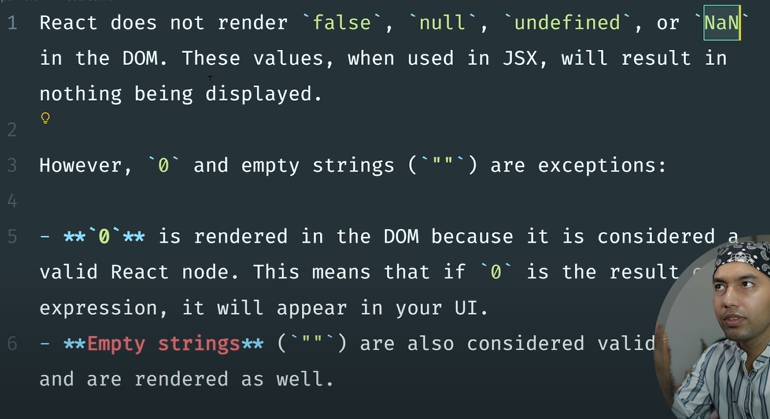 1 React does not render `false`, `null`, `undefined`, or `NaN`
in the DOM. These values, when used in JSX, will result in
nothing being displayed.
2
3 However, `0` and empty strings (`""`) are exceptions:
4
5 - **`0`** is rendered in the DOM because it is considered a
valid React node. This means that if `0` is the result
expression, it will appear in your UI.
6 - **Empty strings** (`""`) are also considered valid
and are rendered as well.